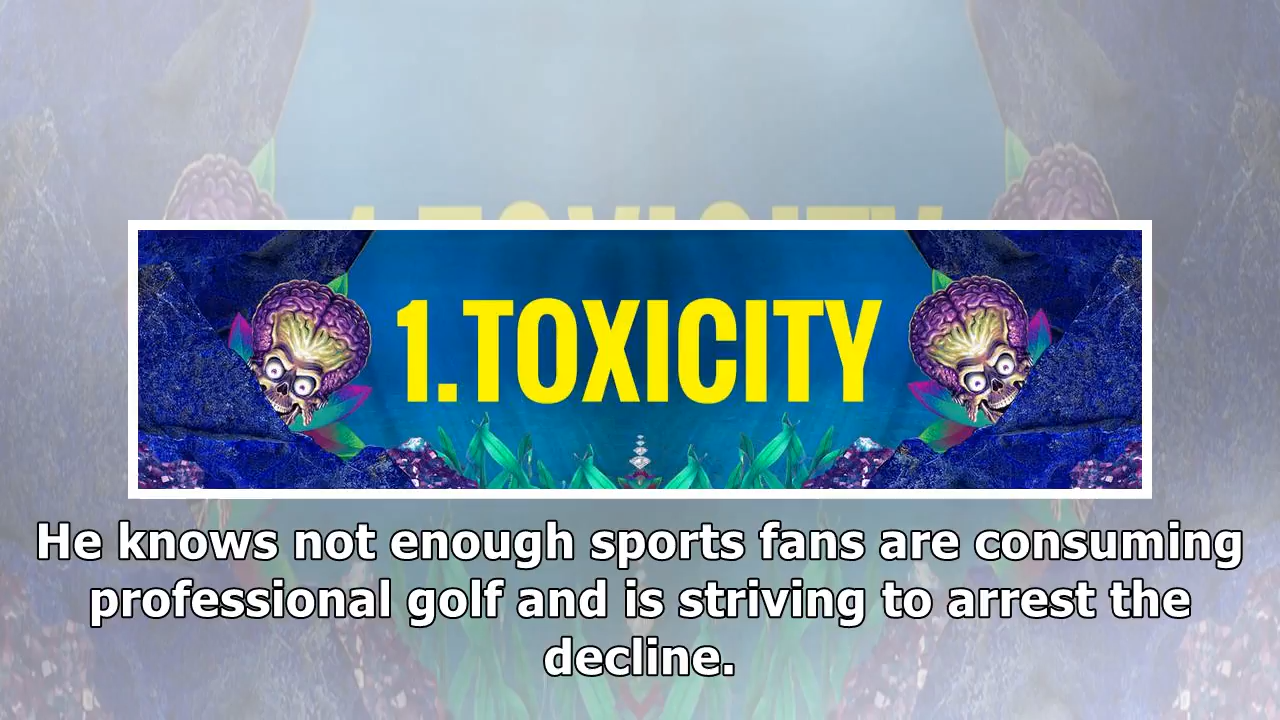 1.TOXICITY
He knows not enough sports fans are consuming
professional golf and is striving to arrest the
decline.